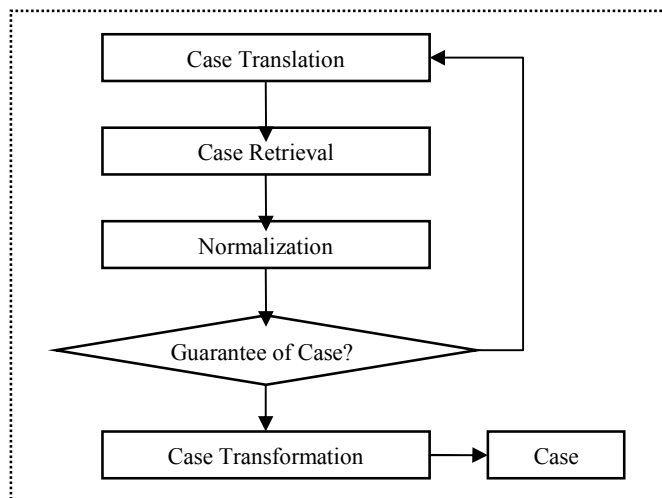 Case Translation
Case Retrieval
Normalization
Guarantee of Case?
Case Transformation
Case